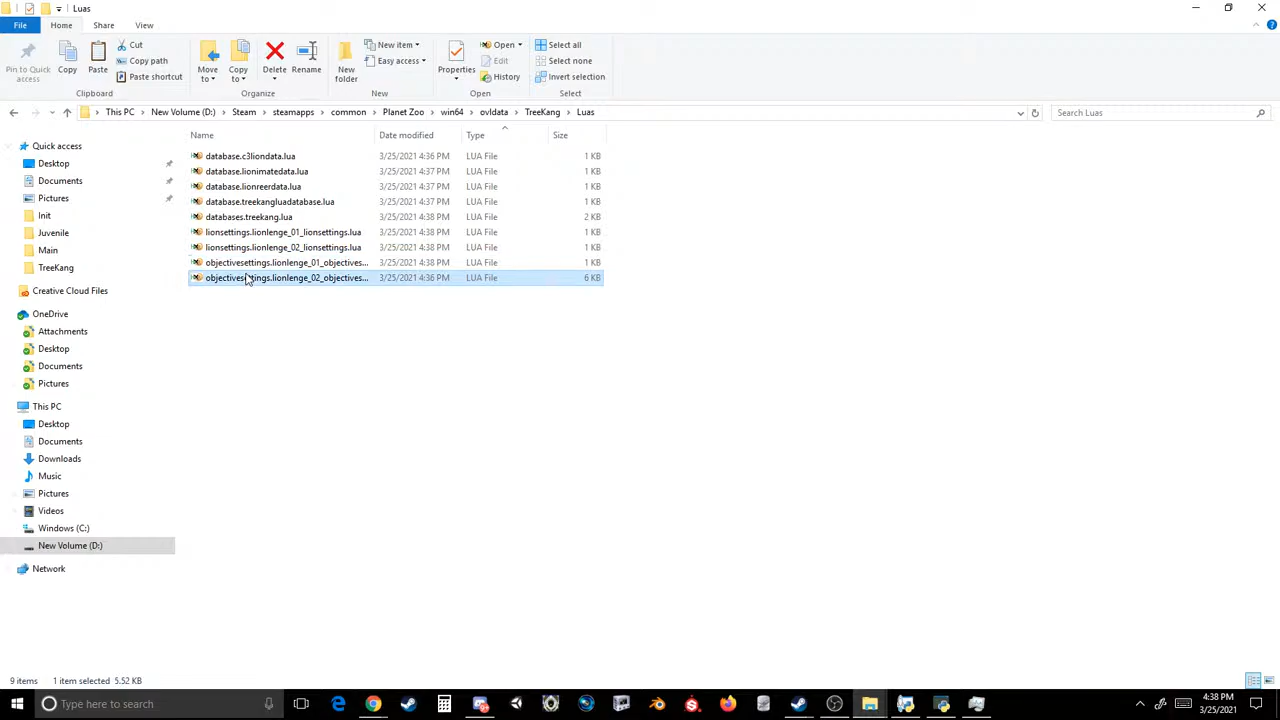 Luas
File Home Share View
Pin to Quick access
Copy
Paste
Cut
Copy path
Paste shortcut
Clipboard
Move to
Copy to
Delete
Rename
Organize
New folder
New item
Easy access
New
Properties
Open
Edit
History
Open
Select all
Select none
Invert selection
Select
This PC > New Volume (D:) > Steam > steamapps > common > Planet Zoo > win64 > ovldata > TreeKang > Luas
Search Luas
Name Date modified Type Size
database.c3liondata.lua 3/25/2021 4:36 PM LUA File 1 KB
database.lionimatedata.lua 3/25/2021 4:37 PM LUA File 1 KB
database.lionreerdata.lua 3/25/2021 4:37 PM LUA File 1 KB
database.treekangluadatabase.lua 3/25/2021 4:37 PM LUA File 1 KB
databases.treekang.lua 3/25/2021 4:38 PM LUA File 2 KB
lionsettings.lionlenge_01_lionsettings.lua 3/25/2021 4:38 PM LUA File 1 KB
lionsettings.lionlenge_02_lionsettings.lua 3/25/2021 4:38 PM LUA File 1 KB
objectivesettings.lionlenge_01_objectives... 3/25/2021 4:38 PM LUA File 1 KB
objectivesettings.lionlenge_02_objectives... 3/25/2021 4:36 PM LUA File 6 KB
Quick access
Desktop
Documents
Pictures
Init
Juvenile
Main
TreeKang
Creative Cloud Files
OneDrive
Attachments
Desktop
Documents
Pictures
This PC
Desktop
Documents
Downloads
Music
Pictures
Videos
Windows (C:)
New Volume (D:)
Network
9 items 1 item selected 5.52 KB
Type here to search
4:38 PM
3/25/2021